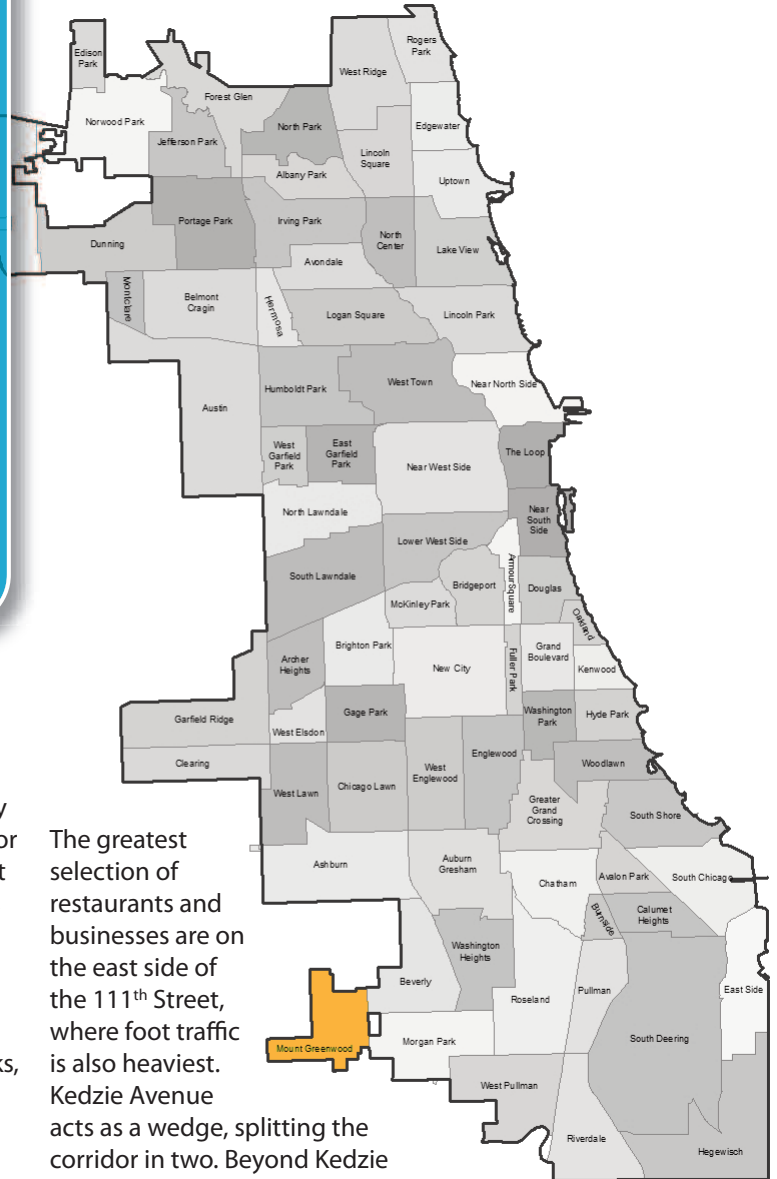 Edison
Park
Rogers
Park
West Ridge
Forest Glen
Norwood Park
North Park
Edgewater
Jefferson Park
Lincoln
Square
Albany Park
Uptown
Portage Park
Irving Park
North
Center
Dunning
Lake View
Avondale
Montclare
Belmont
Cragin
Hermosa
Logan Square
Lincoln Park
Humboldt Park
West Town
Near North Side
Austin
West
Garfield
Park
East
Garfield
Park
Near West Side
The Loop
North Lawndale
Near
South
Side
Lower West Side
South Lawndale
Bridgeport
Armour Square
Douglas
McKinley Park
Oakland
Archer
Heights
Brighton Park
New City
Fuller Park
Grand
Boulevard
Kenwood
Garfield Ridge
West Elsdon
Gage Park
Washington
Park
Hyde Park
Clearing
West Lawn
Chicago Lawn
West
Englewood
Englewood
Woodlawn
Greater
Grand
Crossing
South Shore
Ashburn
Auburn
Gresham
Chatham
Avalon Park
South Chicago
Burnside
Calumet
Heights
Washington
Heights
Beverly
Roseland
Pullman
East Side
South Deering
Mount Greenwood
Morgan Park
West Pullman
Riverdale
Hegewisch
y
or
t
ks,
The greatest
selection of
restaurants and
businesses are on
the east side of
the 111th Street,
where foot traffic
is also heaviest.
Kedzie Avenue
acts as a wedge, splitting the
corridor in two. Beyond Kedzie